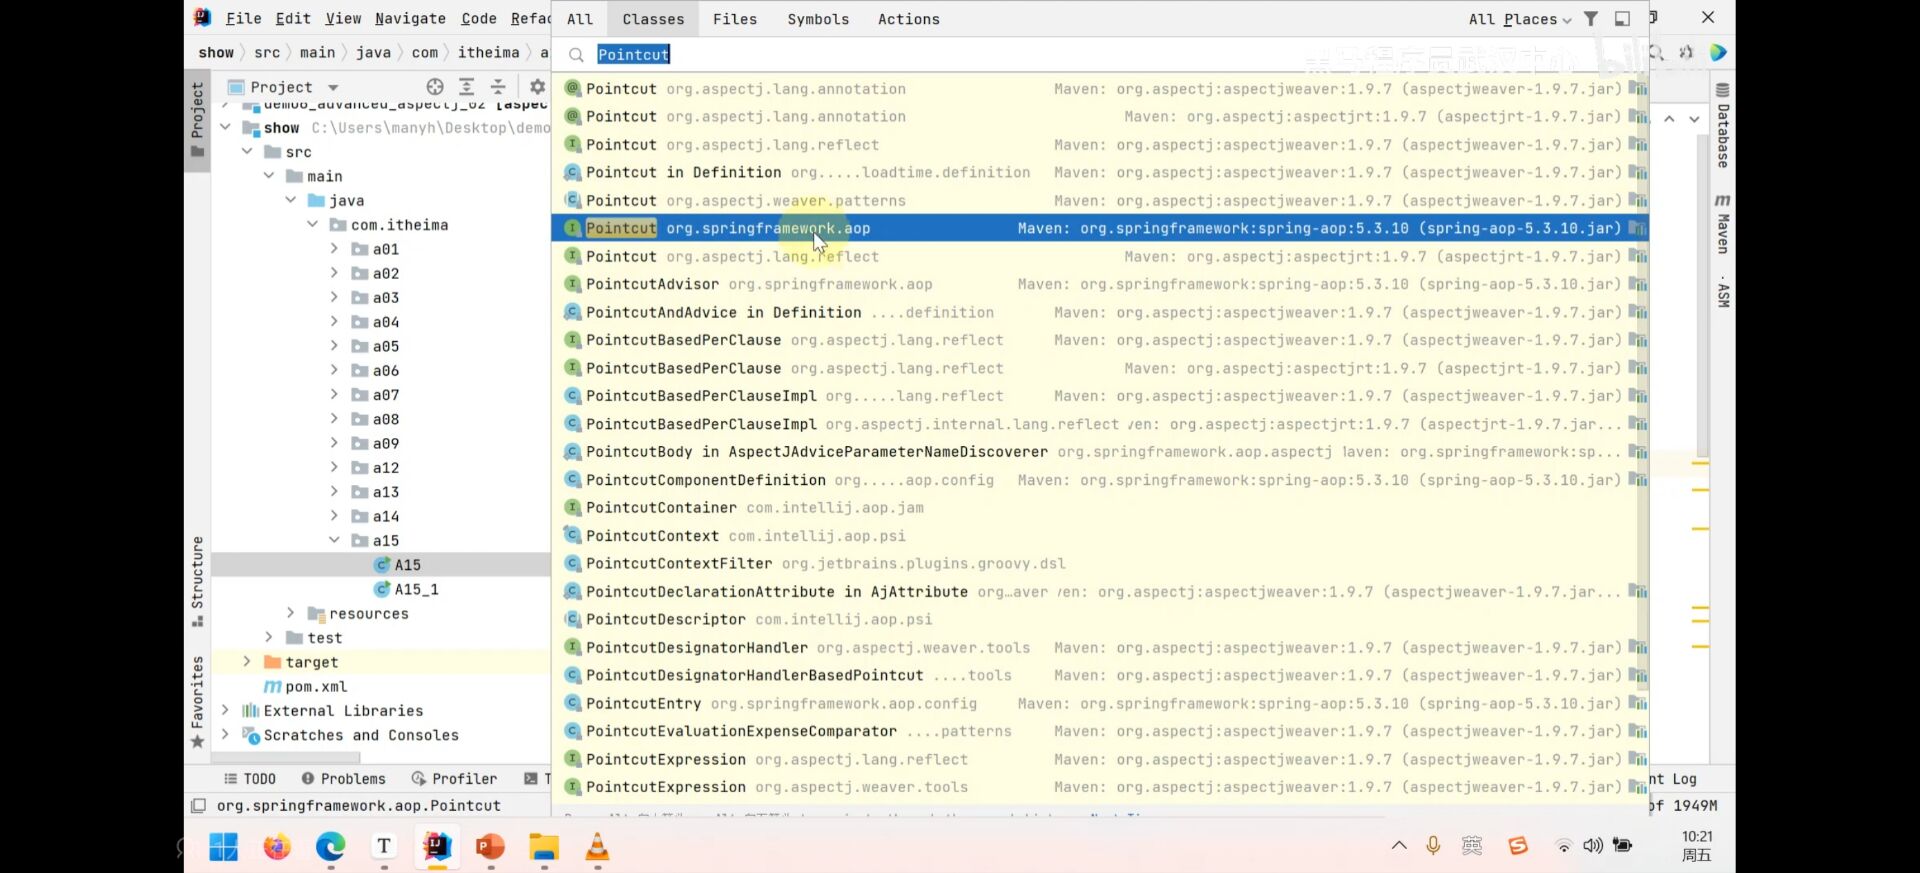 File Edit View Navigate Code Refac
All Classes Files Symbols Actions
All Places
show src main java com itheima a
Pointcut
Project
demo6_advanced_aspectj_02 [aspec
show C:\Users\manyh\Desktop\demo
src
main
java
com.itheima
a01
a02
a03
a04
a05
a06
a07
a08
a09
a12
a13
a14
a15
A15
A15_1
resources
test
target
pom.xml
External Libraries
Scratches and Consoles
Project
Structure
Favorites
Pointcut org.aspectj.lang.annotation Maven: org.aspectj:aspectjweaver:1.9.7 (aspectjweaver-1.9.7.jar)
Pointcut org.aspectj.lang.annotation Maven: org.aspectj:aspectjrt:1.9.7 (aspectjrt-1.9.7.jar)
Pointcut org.aspectj.lang.reflect Maven: org.aspectj:aspectjweaver:1.9.7 (aspectjweaver-1.9.7.jar)
Pointcut in Definition org.....loadtime.definition Maven: org.aspectj:aspectjweaver:1.9.7 (aspectjweaver-1.9.7.jar)
Pointcut org.aspectj.weaver.patterns Maven: org.aspectj:aspectjweaver:1.9.7 (aspectjweaver-1.9.7.jar)
Pointcut org.springframework.aop Maven: org.springframework:spring-aop:5.3.10 (spring-aop-5.3.10.jar)
Pointcut org.aspectj.lang.reflect Maven: org.aspectj:aspectjrt:1.9.7 (aspectjrt-1.9.7.jar)
PointcutAdvisor org.springframework.aop Maven: org.springframework:spring-aop:5.3.10 (spring-aop-5.3.10.jar)
PointcutAndAdvice in Definition ....definition Maven: org.aspectj:aspectjweaver:1.9.7 (aspectjweaver-1.9.7.jar)
PointcutBasedPerClause org.aspectj.lang.reflect Maven: org.aspectj:aspectjweaver:1.9.7 (aspectjweaver-1.9.7.jar)
PointcutBasedPerClause org.aspectj.lang.reflect Maven: org.aspectj:aspectjrt:1.9.7 (aspectjrt-1.9.7.jar)
PointcutBasedPerClauseImpl org.....lang.reflect Maven: org.aspectj:aspectjweaver:1.9.7 (aspectjweaver-1.9.7.jar)
PointcutBasedPerClauseImpl org.aspectj.internal.lang.reflect ven: org.aspectj:aspectjrt:1.9.7 (aspectjrt-1.9.7.jar...
PointcutBody in AspectJAdviceParameterNameDiscoverer org.springframework.aop.aspectj laven: org.springframework:sp...
PointcutComponentDefinition org.....aop.config Maven: org.springframework:spring-aop:5.3.10 (spring-aop-5.3.10.jar)
PointcutContainer com.intellij.aop.jam
PointcutContext com.intellij.aop.psi
PointcutContextFilter org.jetbrains.plugins.groovy.dsl
PointcutDeclarationAttribute in AjAttribute org…aver ven: org.aspectj:aspectjweaver:1.9.7 (aspectjweaver-1.9.7.jar...
PointcutDescriptor com.intellij.aop.psi
PointcutDesignatorHandler org.aspectj.weaver.tools Maven: org.aspectj:aspectjweaver:1.9.7 (aspectjweaver-1.9.7.jar)
PointcutDesignatorHandlerBasedPointcut ....tools Maven: org.aspectj:aspectjweaver:1.9.7 (aspectjweaver-1.9.7.jar)
PointcutEntry org.springframework.aop.config Maven: org.springframework:spring-aop:5.3.10 (spring-aop-5.3.10.jar)
PointcutEvaluationExpenseComparator ....patterns Maven: org.aspectj:aspectjweaver:1.9.7 (aspectjweaver-1.9.7.jar)
PointcutExpression org.aspectj.lang.reflect Maven: org.aspectj:aspectjweaver:1.9.7 (aspectjweaver-1.9.7.jar)
PointcutExpression org.aspectj.weaver.tools Maven: org.aspectj:aspectjweaver:1.9.7 (aspectjweaver-1.9.7.jar)
Database
Maven
ASM
TODO Problems Profiler T
nt Log
org.springframework.aop.Pointcut
of 1949M
英
10:21
周五